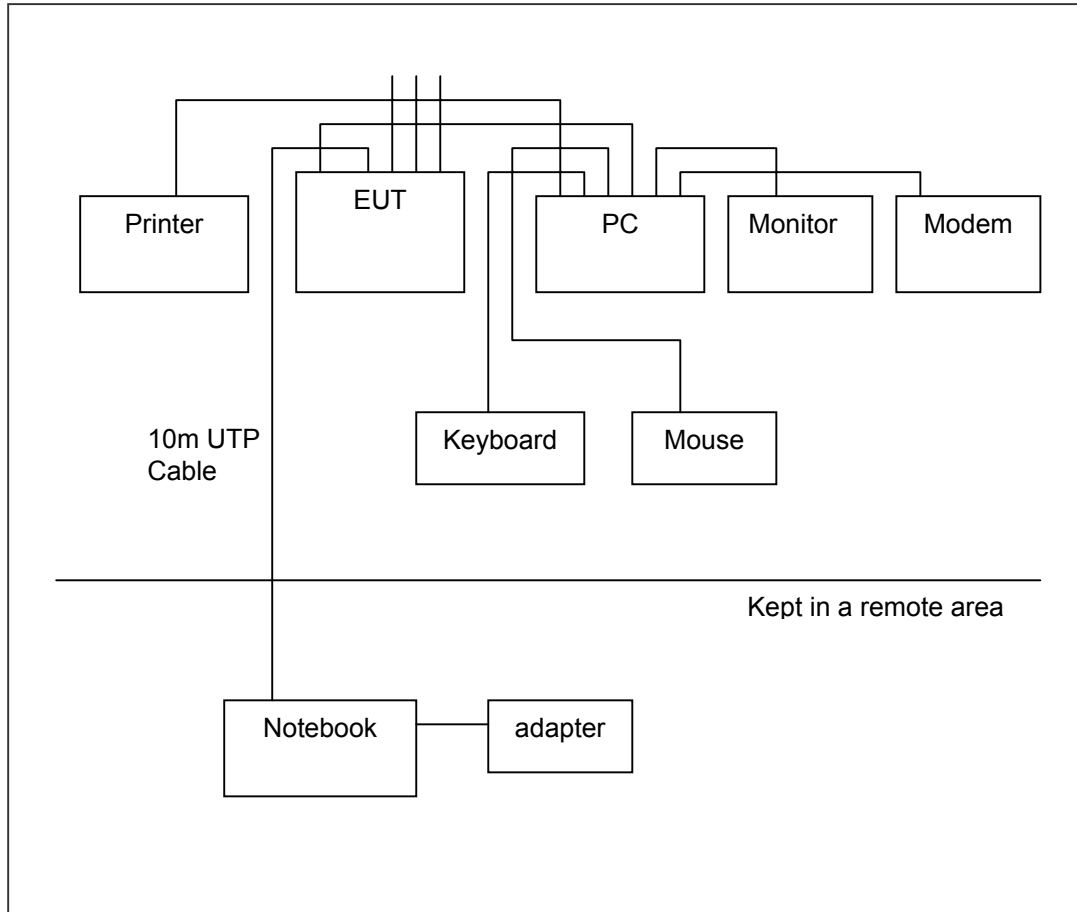 EUT
Printer
PC
Monitor
Modem
10m UTP
Cable
Keyboard
Mouse
Kept in a remote area
Notebook
adapter